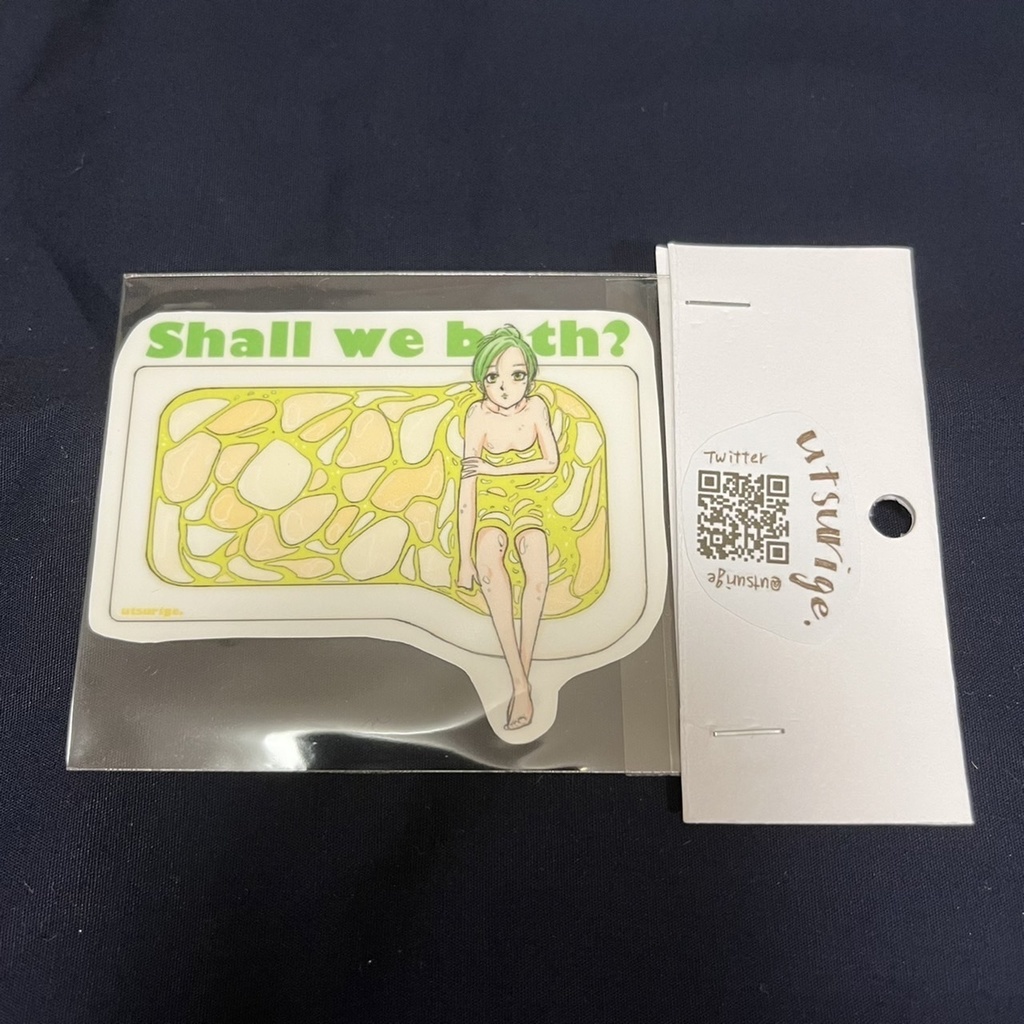 Shall we bath?
utsurige.
Twitter
@utsurige
utsurige.